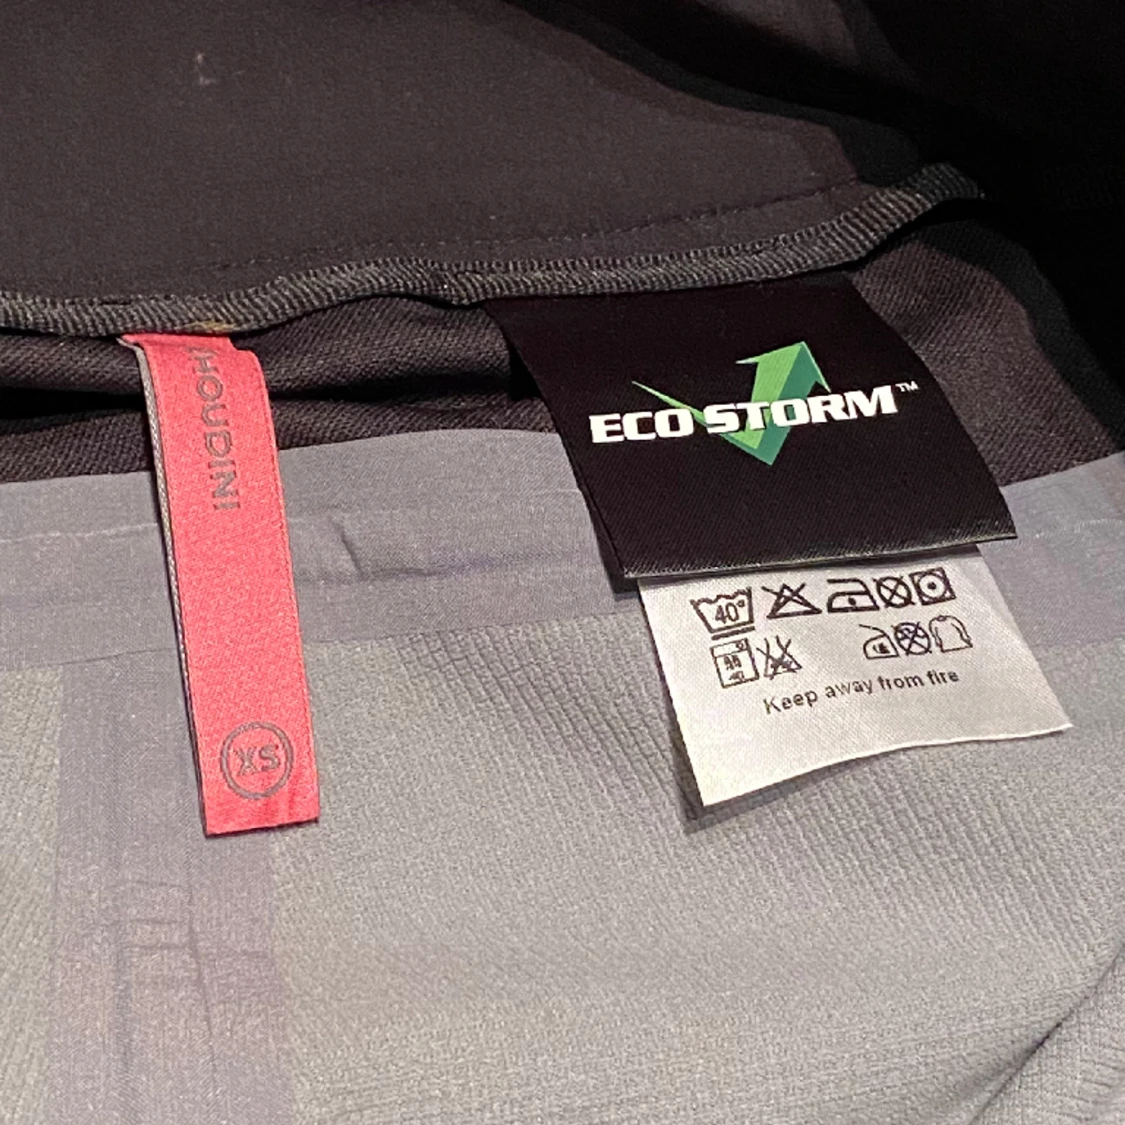 HOUDINI
XS
ECO STORM™
40°
Keep away from fire